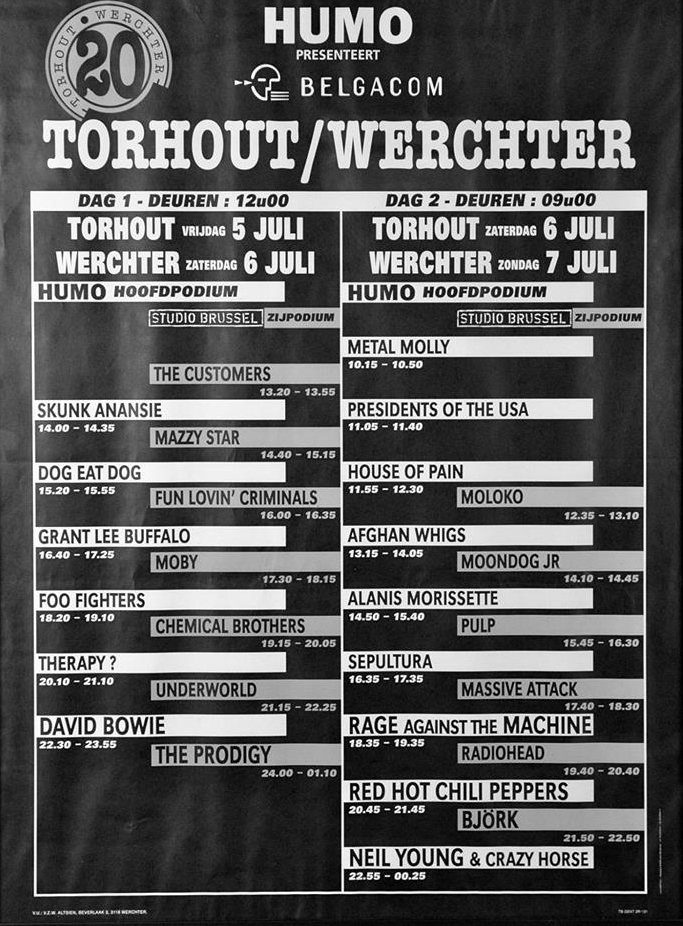 TORHOUT • WERCHTER
20
TORHOUT WERCHTER
HUMO
PRESENTEERT
BELGACOM
TORHOUT/WERCHTER
DAG 1 - DEUREN : 12u00
TORHOUT VRIJDAG 5 JULI
WERCHTER ZATERDAG 6 JULI
HUMO HOOFDPODIUM
STUDIO BRUSSEL ZIJPODIUM
THE CUSTOMERS
13.20 – 13.55
SKUNK ANANSIE
14.00 – 14.35
MAZZY STAR
14.40 – 15.15
DOG EAT DOG
15.20 – 15.55
FUN LOVIN' CRIMINALS
16.00 – 16.35
GRANT LEE BUFFALO
16.40 – 17.25
MOBY
17.30 – 18.15
FOO FIGHTERS
18.20 – 19.10
CHEMICAL BROTHERS
19.15 – 20.05
THERAPY ?
20.10 – 21.10
UNDERWORLD
21.15 – 22.25
DAVID BOWIE
22.30 – 23.55
THE PRODIGY
24.00 – 01.10
DAG 2 - DEUREN : 09u00
TORHOUT ZATERDAG 6 JULI
WERCHTER ZONDAG 7 JULI
HUMO HOOFDPODIUM
STUDIO BRUSSEL ZIJPODIUM
METAL MOLLY
10.15 – 10.50
PRESIDENTS OF THE USA
11.05 – 11.40
HOUSE OF PAIN
11.55 – 12.30
MOLOKO
12.35 – 13.10
AFGHAN WHIGS
13.15 – 14.05
MOONDOG JR
14.10 – 14.45
ALANIS MORISSETTE
14.50 – 15.40
PULP
15.45 – 16.30
SEPULTURA
16.35 – 17.35
MASSIVE ATTACK
17.40 – 18.30
RAGE AGAINST THE MACHINE
18.35 – 19.35
RADIOHEAD
19.40 – 20.40
RED HOT CHILI PEPPERS
20.45 – 21.45
BJÖRK
21.50 – 22.50
NEIL YOUNG & CRAZY HORSE
22.55 – 00.25
V.U.: V.Z.W. ALTSIEN, BEVERLAAK 3, 3118 WERCHTER.